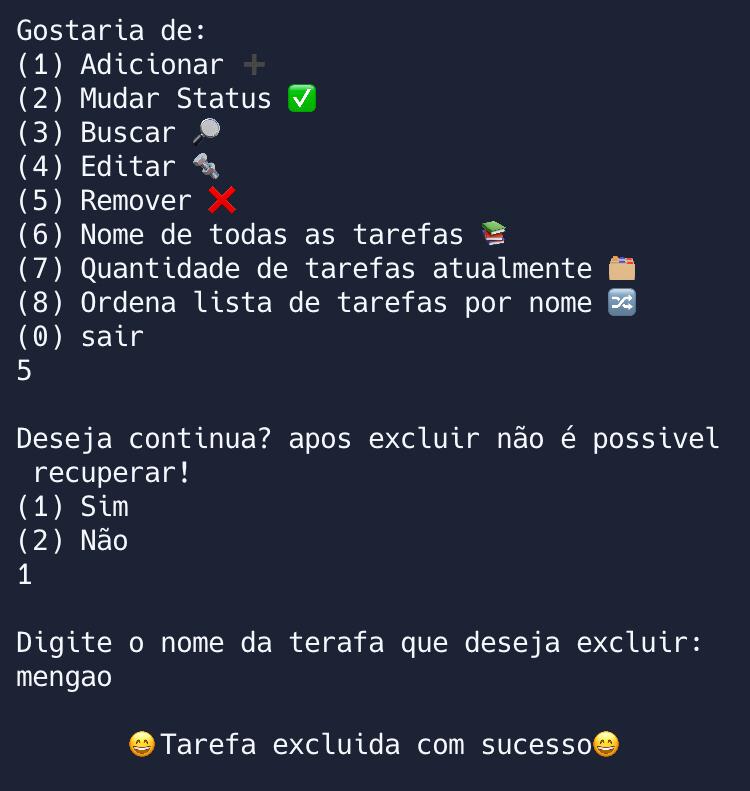 Gostaria de:
(1) Adicionar ➕
(2) Mudar Status ✅
(3) Buscar 🔎
(4) Editar 🔩
(5) Remover ❌
(6) Nome de todas as tarefas 📚
(7) Quantidade de tarefas atualmente 🗂️
(8) Ordena lista de tarefas por nome 🔀
(0) sair
5
Deseja continua? apos excluir não é possivel
recuperar!
(1) Sim
(2) Não
1
Digite o nome da terafa que deseja excluir:
mengao
😄Tarefa excluida com sucesso😄